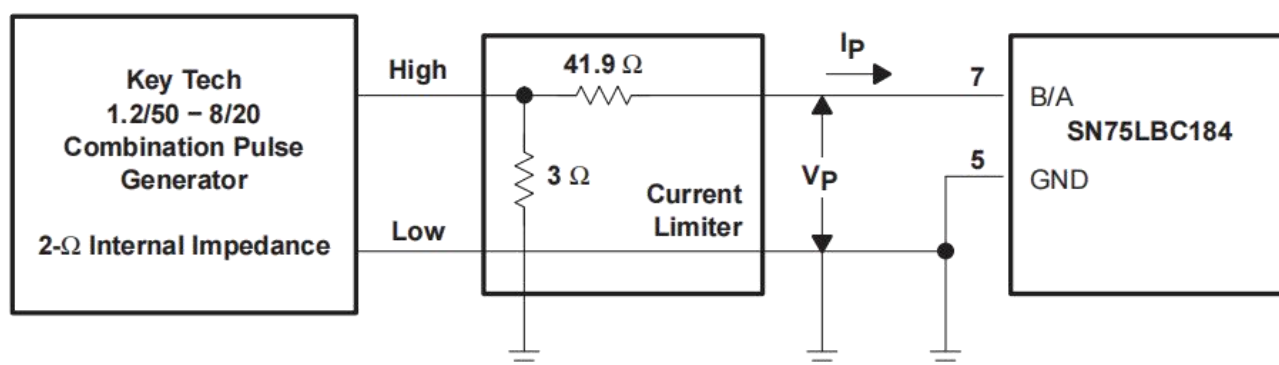 Key Tech
1.2/50 − 8/20
Combination Pulse
Generator
2-Ω Internal Impedance
High
Low
41.9 Ω
3 Ω
Current
Limiter
IP
VP
7
5
B/A
SN75LBC184
GND